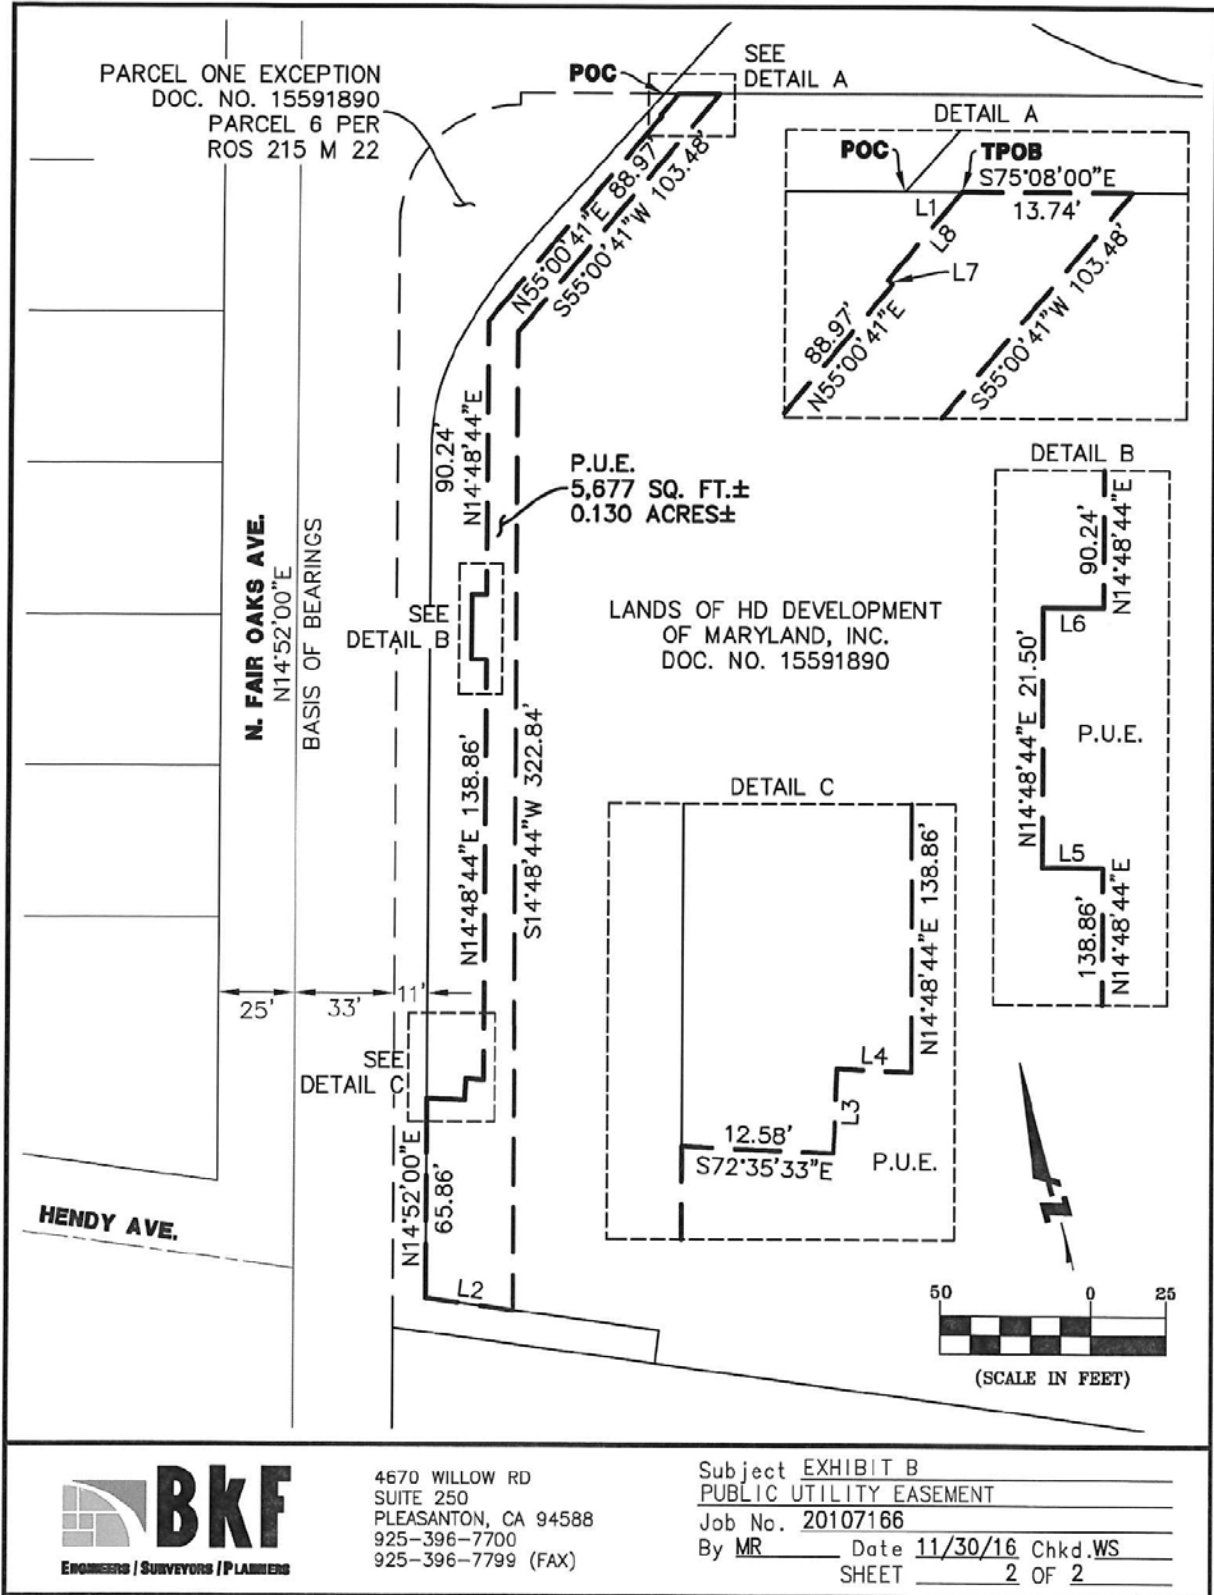 PARCEL ONE EXCEPTION
DOC. NO. 15591890
PARCEL 6 PER
ROS 215 M 22
POC
SEE
DETAIL A
N55°00'41"E 88.97'
S55°00'41"W 103.48'
DETAIL A
POC
TPOB
S75°08'00"E
13.74'
L1
L8
L7
88.97'
N55°00'41"E
S55°00'41"W 103.48'
90.24'
N14°48'44"E
P.U.E.
5,677 SQ. FT.±
0.130 ACRES±
N. FAIR OAKS AVE.
N14°52'00"E
BASIS OF BEARINGS
SEE
DETAIL B
LANDS OF HD DEVELOPMENT
OF MARYLAND, INC.
DOC. NO. 15591890
DETAIL B
90.24'
N14°48'44"E
L6
N14°48'44"E 21.50'
P.U.E.
L5
138.86'
N14°48'44"E
N14°48'44"E 138.86'
S14°48'44"W 322.84'
DETAIL C
N14°48'44"E 138.86'
L4
L3
12.58'
S72°35'33"E
P.U.E.
25'
33'
11'
SEE
DETAIL C
N14°52'00"E
65.86'
L2
HENDY AVE.
Z
50 0 25
(SCALE IN FEET)
BKF
ENGINEERS / SURVEYORS / PLANNERS
4670 WILLOW RD
SUITE 250
PLEASANTON, CA 94588
925-396-7700
925-396-7799 (FAX)
Subject EXHIBIT B
PUBLIC UTILITY EASEMENT
Job No. 20107166
By MR Date 11/30/16 Chkd.WS
SHEET 2 OF 2